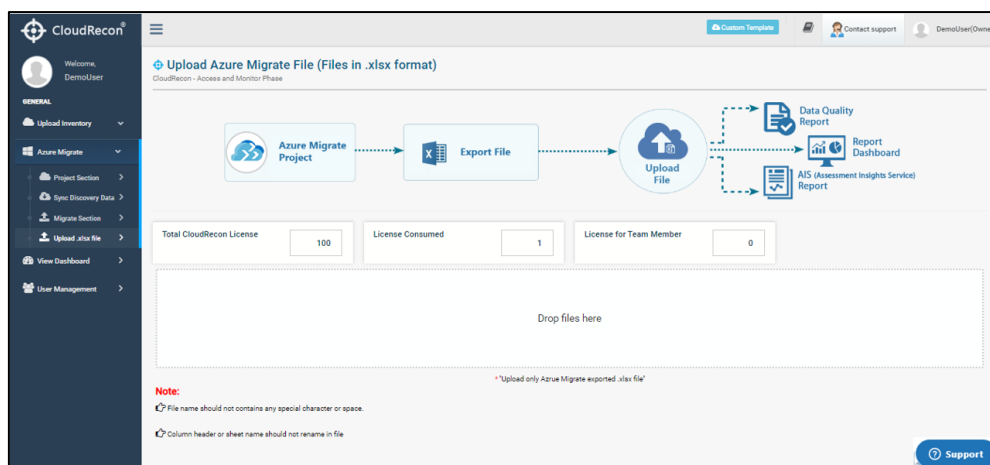 CloudRecon®
Custom Template
Contact support
DemoUser(Owne
Welcome,
DemoUser
GENERAL
Upload Inventory
Azure Migrate
Project Section
Sync Discovery Data
Migrate Section
Upload .xlsx file
View Dashboard
User Management
Upload Azure Migrate File (Files in .xlsx format)
CloudRecon - Access and Monitor Phase
Azure Migrate
Project
Export File
Upload
File
Data Quality
Report
Report
Dashboard
AIS (Assessment Insights Service)
Report
Total CloudRecon License
100
License Consumed
1
License for Team Member
0
Drop files here
* "Upload only Azrue Migrate exported .xlsx file"
Note:
File name should not contains any special character or space.
Column header or sheet name should not rename in file
Support